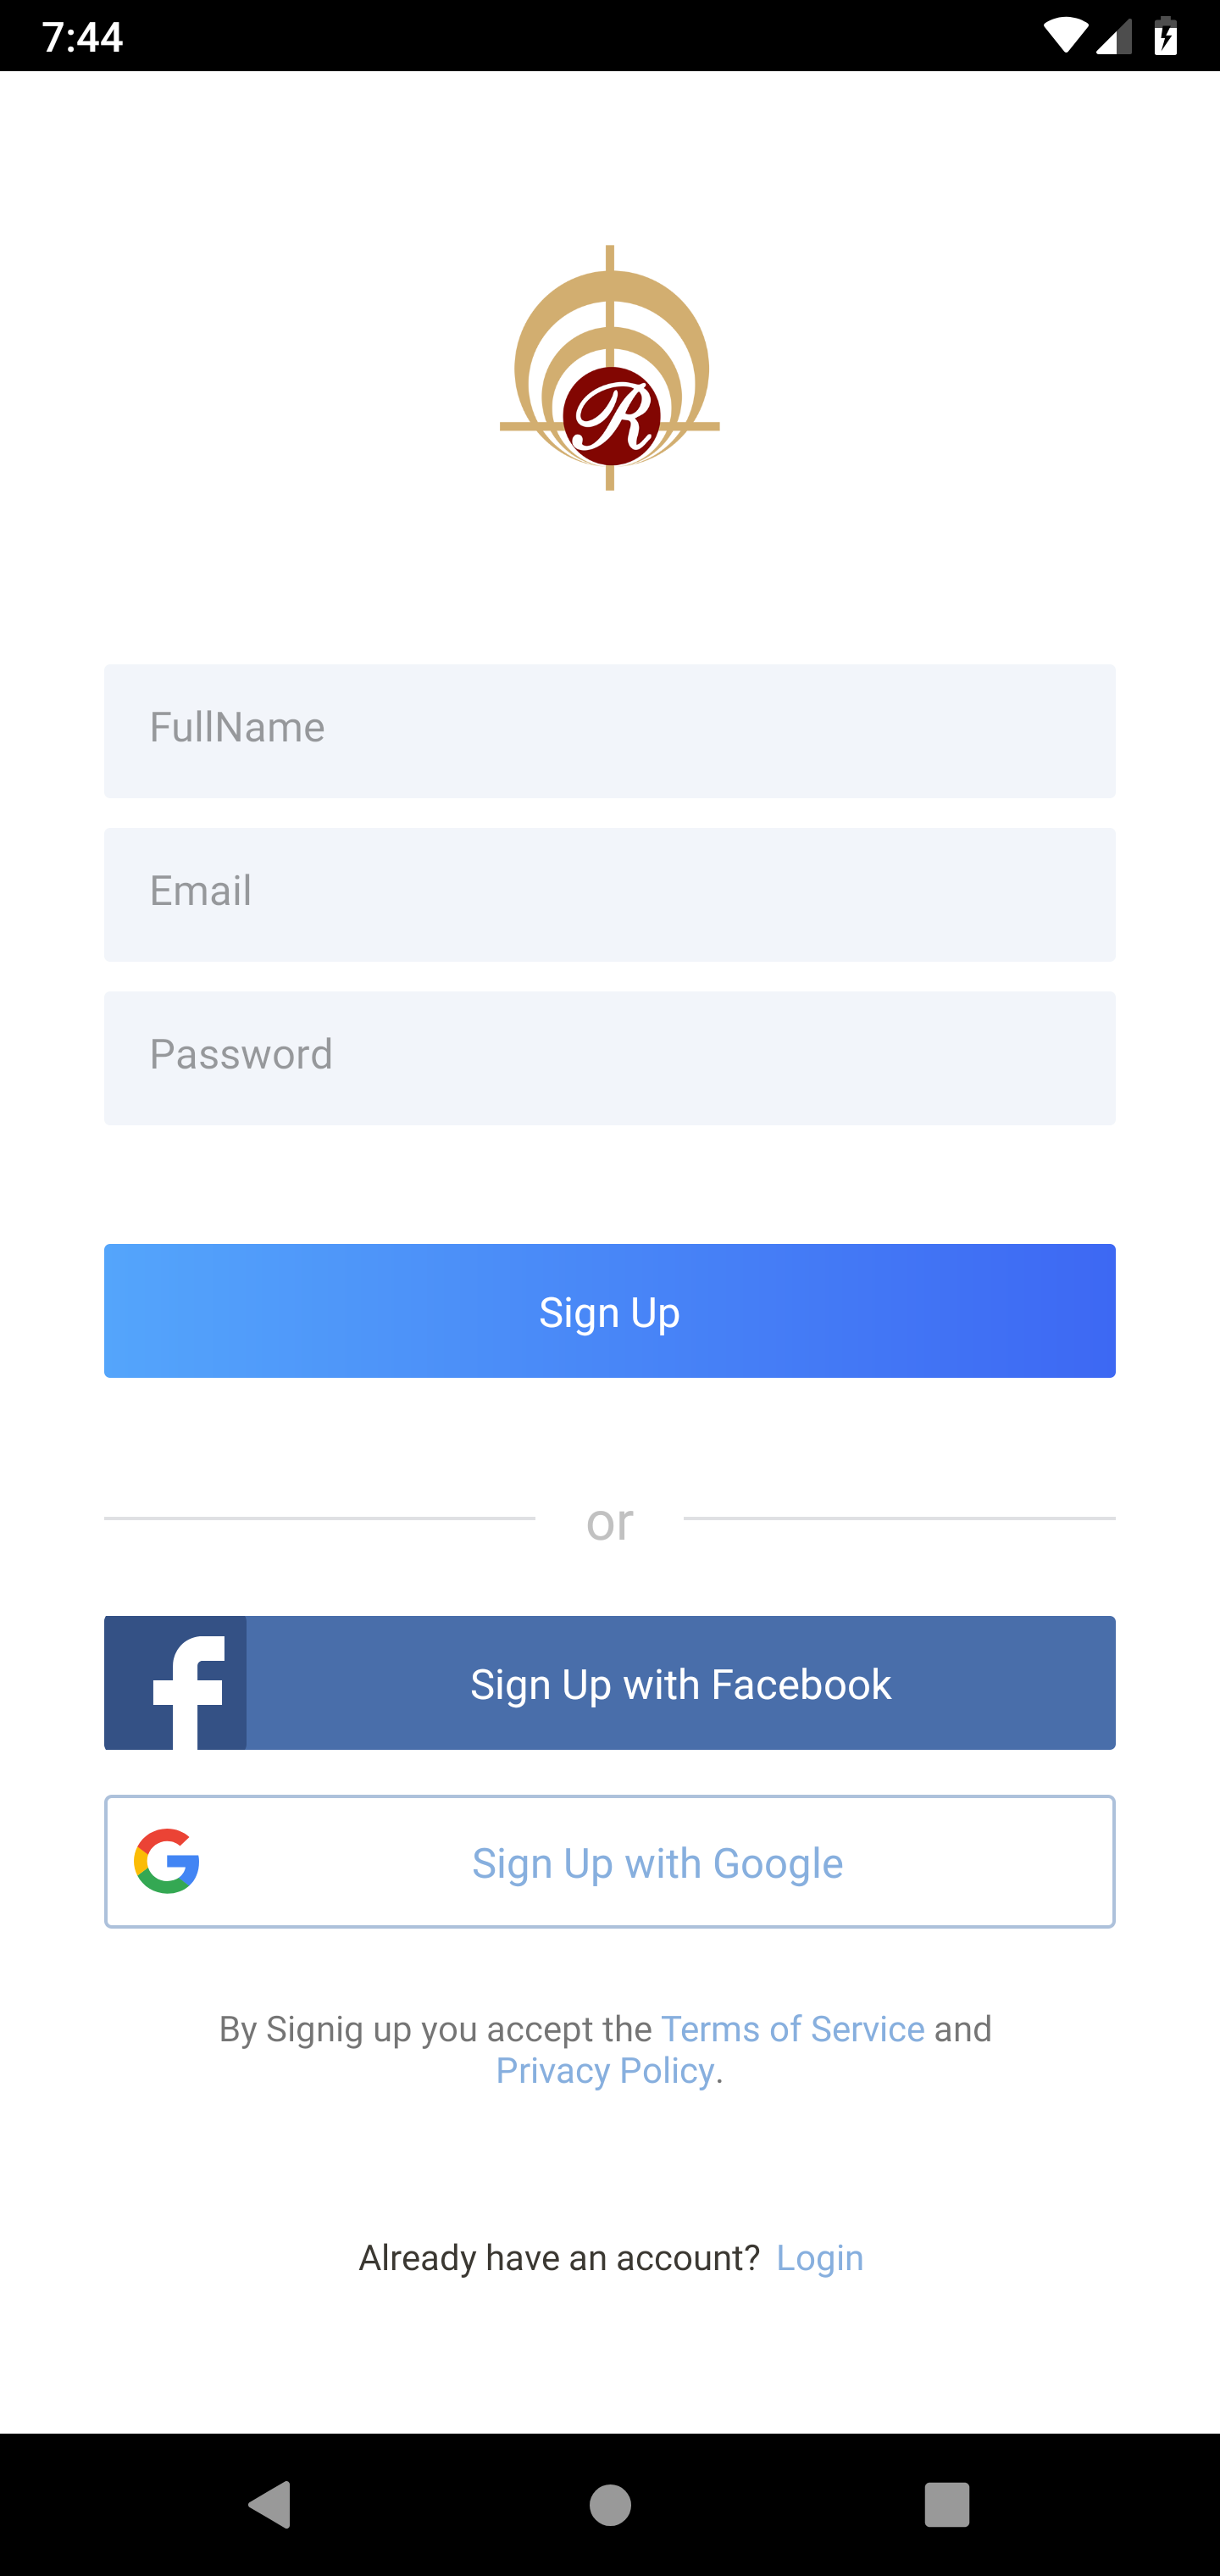 7:44
R
FullName
Email
Password
Sign Up
or
f
Sign Up with Facebook
G
Sign Up with Google
By Signig up you accept the Terms of Service and
Privacy Policy.
Already have an account? Login